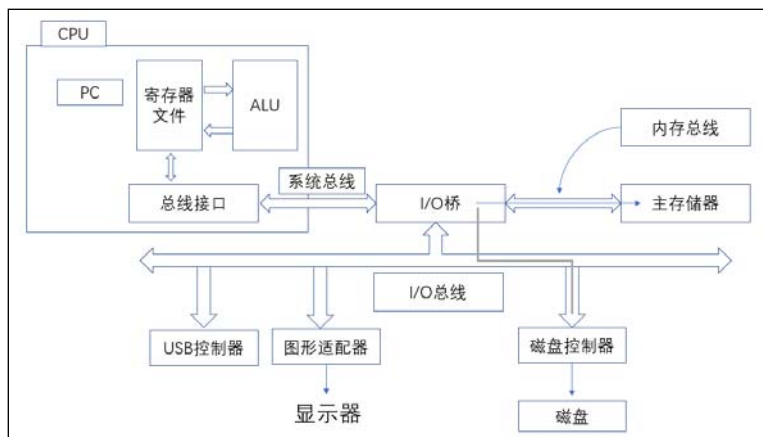 CPU
PC
寄存器
文件
ALU
内存总线
系统总线
总线接口
I/O桥
主存储器
I/O总线
USB控制器
图形适配器
磁盘控制器
显示器
磁盘